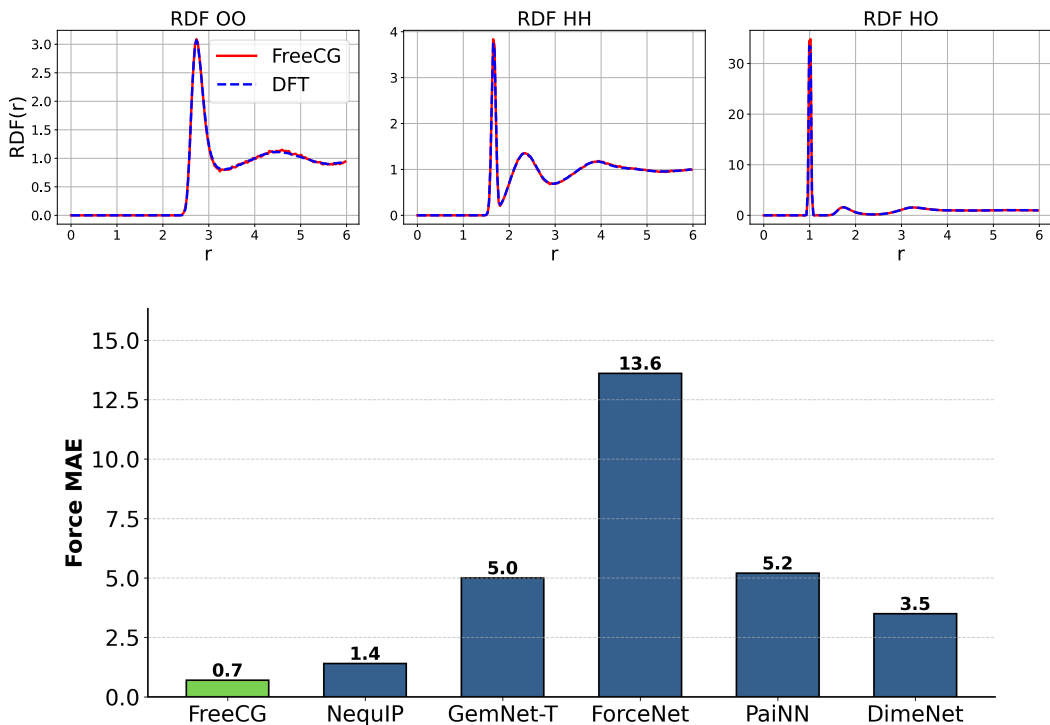 RDF OO
RDF HH
RDF HO
RDF(r)
3.0
2.5
2.0
1.5
1.0
0.5
0.0
FreeCG
DFT
0 1 2 3 4 5 6
r
4
3
2
1
0
0 1 2 3 4 5 6
r
30
20
10
0
0 1 2 3 4 5 6
r
Force MAE
15.0
12.5
10.0
7.5
5.0
2.5
0.0
0.7
1.4
5.0
13.6
5.2
3.5
FreeCG NequIP GemNet-T ForceNet PaiNN DimeNet